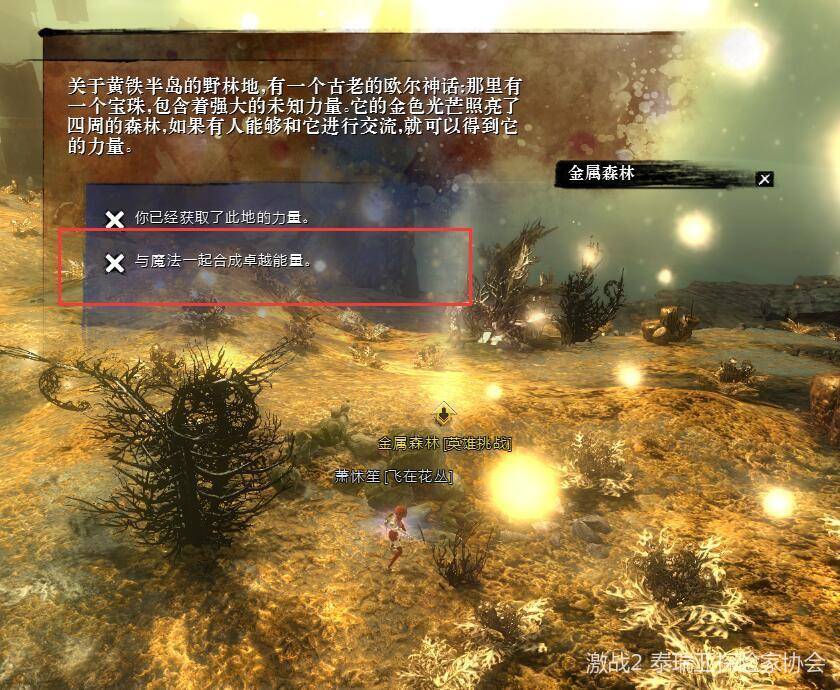 关于黄铁半岛的野林地,有一个古老的欧尔神话:那里有
一个宝珠,包含着强大的未知力量。它的金色光芒照亮了
四周的森林,如果有人能够和它进行交流,就可以得到它
的力量。
金属森林
你已经获取了此地的力量。
与魔法一起合成卓越能量。
金属森林 [英雄挑战]
萧怵笙 [飞在花丛]
激战2 泰瑞亚探险家协会